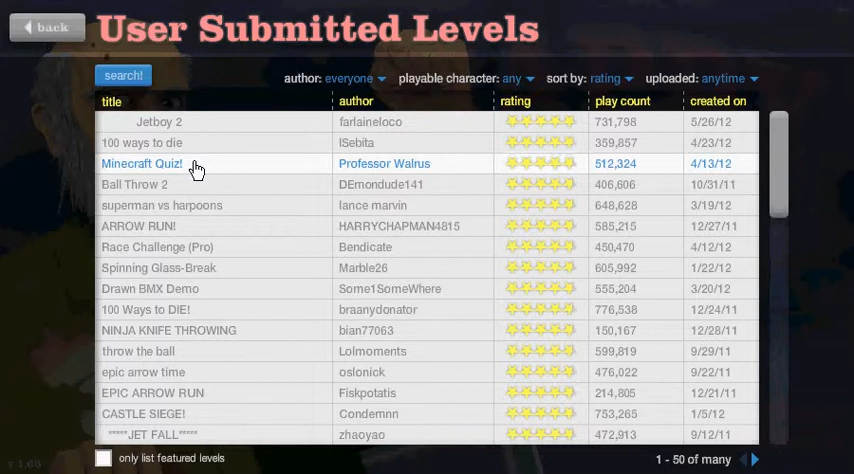 back
User Submitted Levels
search!
author: everyone playable character: any sort by: rating uploaded: anytime
title author rating play count created on
Jetboy 2 farlaineloco 731,798 5/26/12
100 ways to die ISebita 359,857 4/23/12
Minecraft Quiz! Professor Walrus 512,324 4/13/12
Ball Throw 2 DEmondude141 406,606 10/31/11
superman vs harpoons lance marvin 648,628 3/19/12
ARROW RUN! HARRYCHAPMAN4815 585,215 12/27/11
Race Challenge (Pro) Bendicate 450,470 4/12/12
Spinning Glass-Break Marble26 605,992 1/22/12
Drawn BMX Demo Some1SomeWhere 555,204 3/20/12
100 Ways to DIE! braanydonator 776,538 12/24/11
NINJA KNIFE THROWING bian77063 150,167 12/28/11
throw the ball Lolmoments 599,819 9/29/11
epic arrow time oslonick 476,022 9/22/11
EPIC ARROW RUN Fiskpotatis 214,805 12/21/11
CASTLE SIEGE! Condemnn 753,265 1/5/12
*****JET FALL***** zhaoyao 472,913 9/12/11
only list featured levels 1 - 50 of many
v 1.68